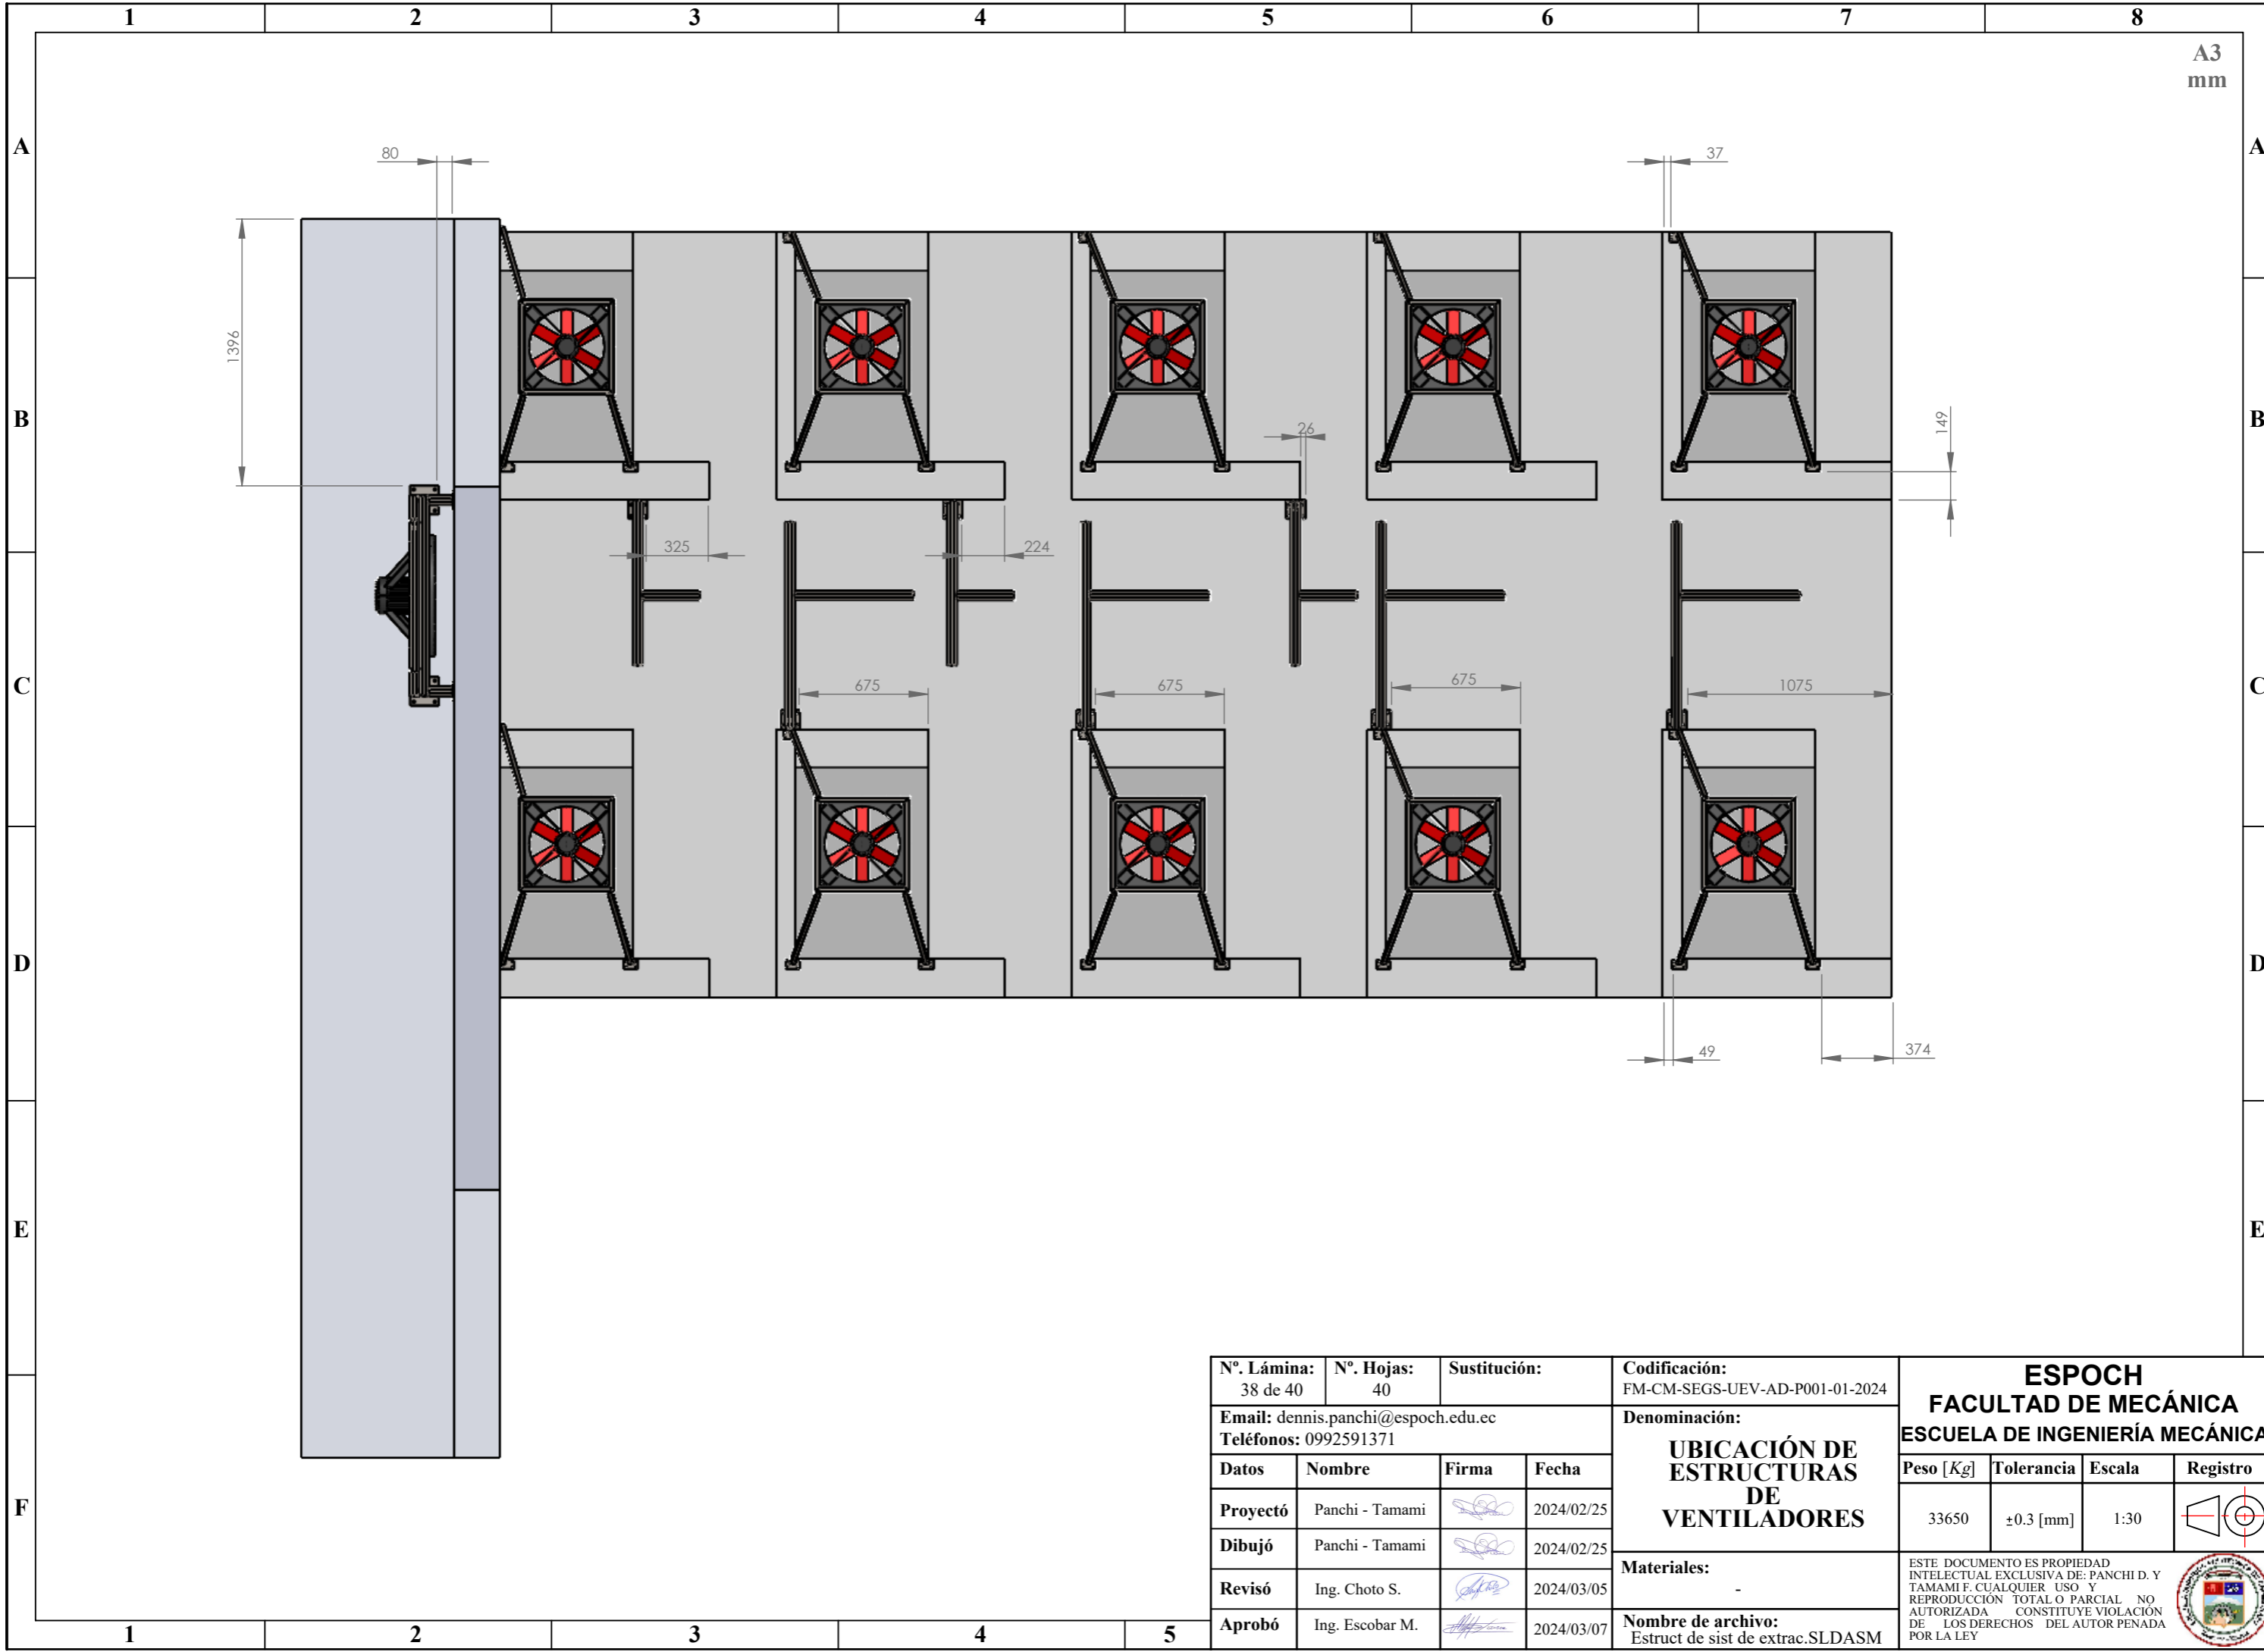 1 2 3 4 5 6 7 8
A3
mm
A A
80
37
1396
B B
26
149
325
224
C C
675
675
675
1075
D D
49
374
E E
F
1 2 3 4 5
Nº. Lámina: Nº. Hojas: Sustitución: Codificación:
38 de 40 40 FM-CM-SEGS-UEV-AD-P001-01-2024
Email: dennis.panchi@espoch.edu.ec
Teléfonos: 0992591371
Denominación:
UBICACIÓN DE
ESTRUCTURAS
DE
VENTILADORES
ESPOCH
FACULTAD DE MECÁNICA
ESCUELA DE INGENIERÍA MECÁNICA
Datos Nombre Firma Fecha
Proyectó Panchi - Tamami 2024/02/25
Dibujó Panchi - Tamami 2024/02/25
Revisó Ing. Choto S. 2024/03/05
Aprobó Ing. Escobar M. 2024/03/07
Peso [Kg] Tolerancia Escala Registro
33650 ±0.3 [mm] 1:30
Materiales:
-
Nombre de archivo:
Estruct de sist de extrac.SLDASM
ESTE DOCUMENTO ES PROPIEDAD
INTELECTUAL EXCLUSIVA DE: PANCHI D. Y
TAMAMI F. CUALQUIER USO Y
REPRODUCCIÓN TOTAL O PARCIAL NO
AUTORIZADA CONSTITUYE VIOLACIÓN
DE LOS DERECHOS DEL AUTOR PENADA
POR LA LEY